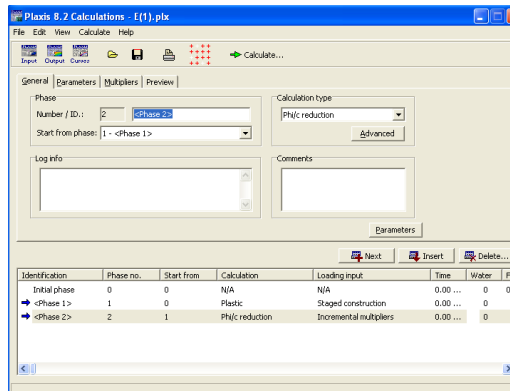 Plaxis 8.2 Calculations - E(1).plx
File Edit View Calculate Help
Input Output Curves Calculate...
General Parameters Multipliers Preview
Phase
Number / ID.: 2 <Phase 2>
Start from phase: 1 - <Phase 1>
Calculation type
Phi/c reduction
Advanced
Log info
Comments
Parameters
Next Insert Delete...
Identification Phase no. Start from Calculation Loading input Time Water F
Initial phase 0 0 N/A N/A 0.00 ... 0 0
<Phase 1> 1 0 Plastic Staged construction 0.00 ... 0
<Phase 2> 2 1 Phi/c reduction Incremental multipliers 0.00 ... 0